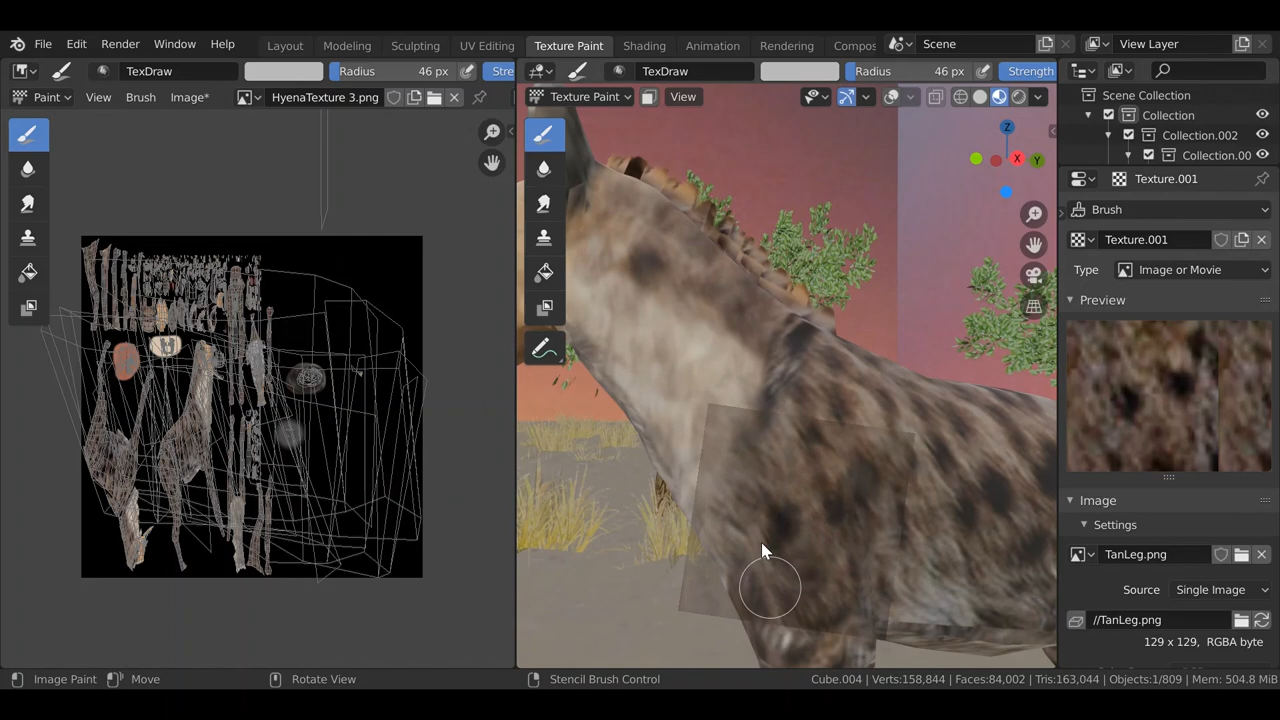 File Edit Render Window Help Layout Modeling Sculpting UV Editing Texture Paint Shading Animation Rendering Compos Scene View Layer
TexDraw Radius 46 px Stre TexDraw Radius 46 px Strength
Paint View Brush Image* HyenaTexture 3.png Texture Paint View
Scene Collection
Collection
Collection.002
Collection.00
Z
X Y
Texture.001
Brush
Texture.001
Type Image or Movie
Preview
Image
Settings
TanLeg.png
Source Single Image
//TanLeg.png
129 x 129, RGBA byte
Image Paint Move Rotate View Stencil Brush Control Cube.004 | Verts:158,844 | Faces:84,002 | Tris:163,044 | Objects:1/809 | Mem: 504.8 MiB